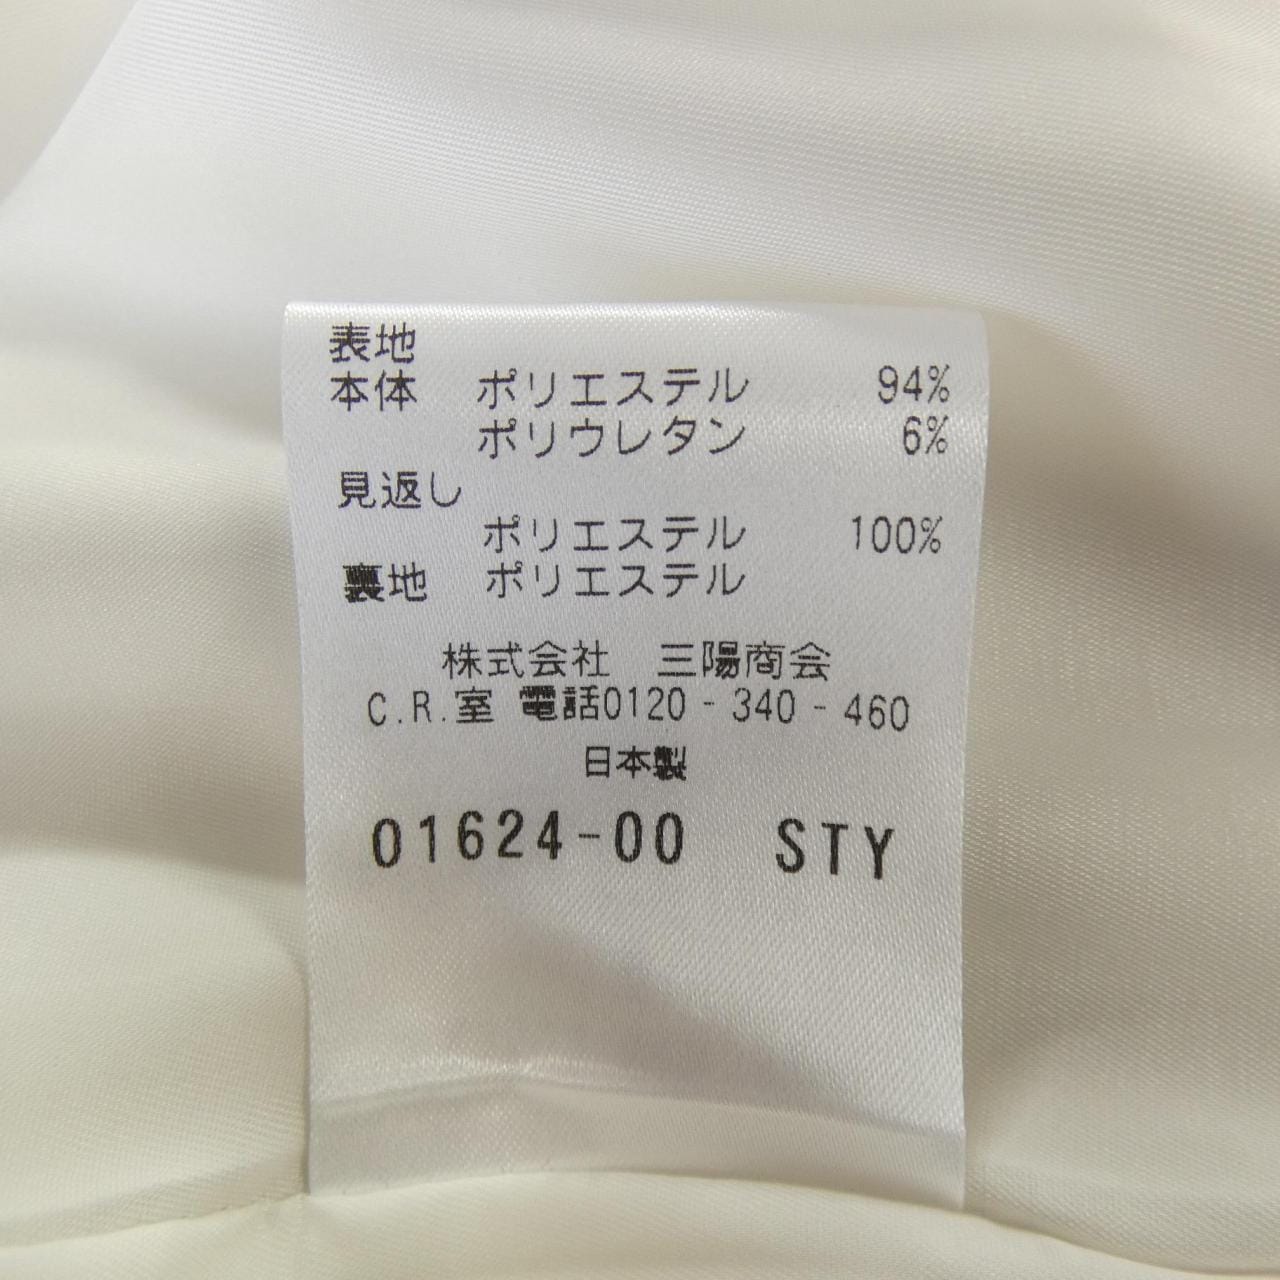 表地
本体 ポリエステル 94%
ポリウレタン 6%
見返し
ポリエステル 100%
裏地 ポリエステル
株式会社 三陽商会
C.R.室 電話0120-340-460
日本製
01624-00 STY